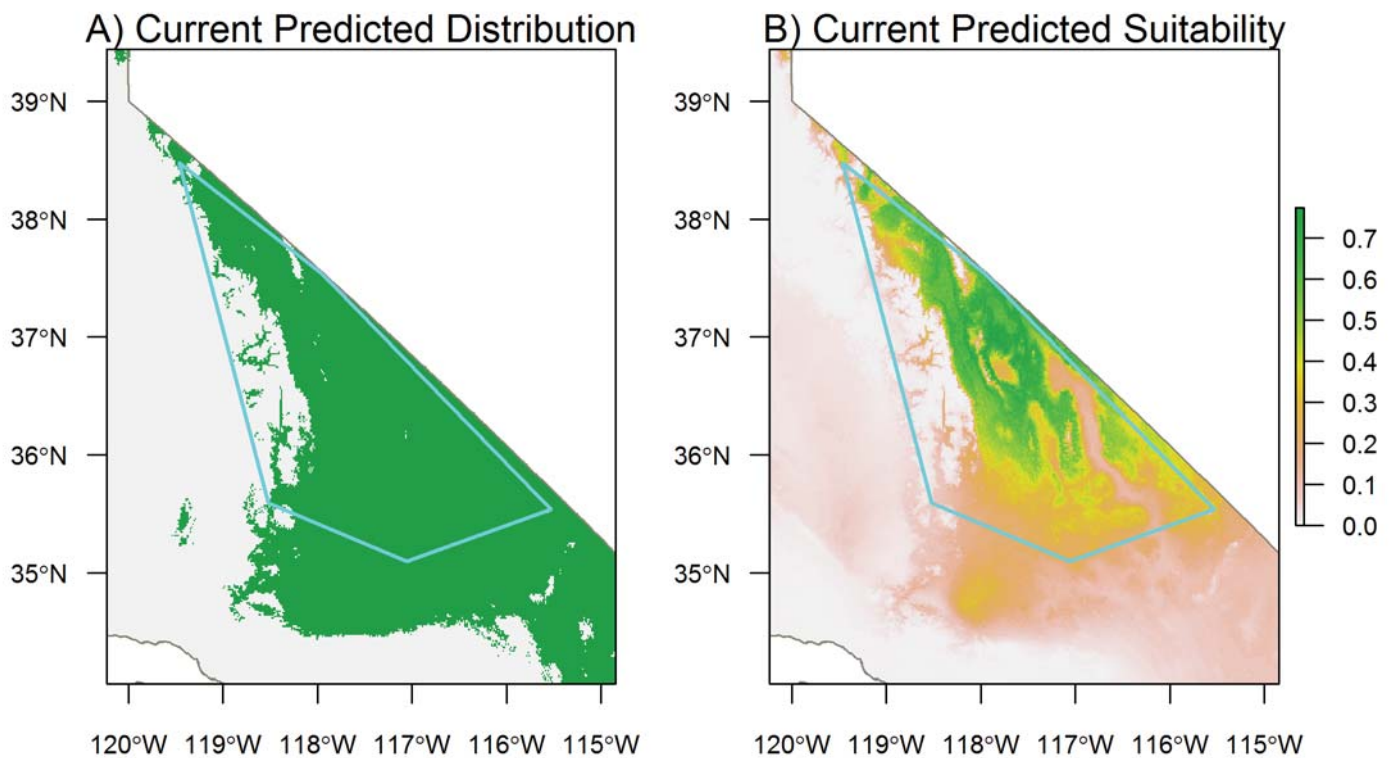 A) Current Predicted Distribution
39°N
38°N
37°N
36°N
35°N
120°W 119°W 118°W 117°W 116°W 115°W
B) Current Predicted Suitability
39°N
38°N
37°N
36°N
35°N
120°W 119°W 118°W 117°W 116°W 115°W
0.7
0.6
0.5
0.4
0.3
0.2
0.1
0.0